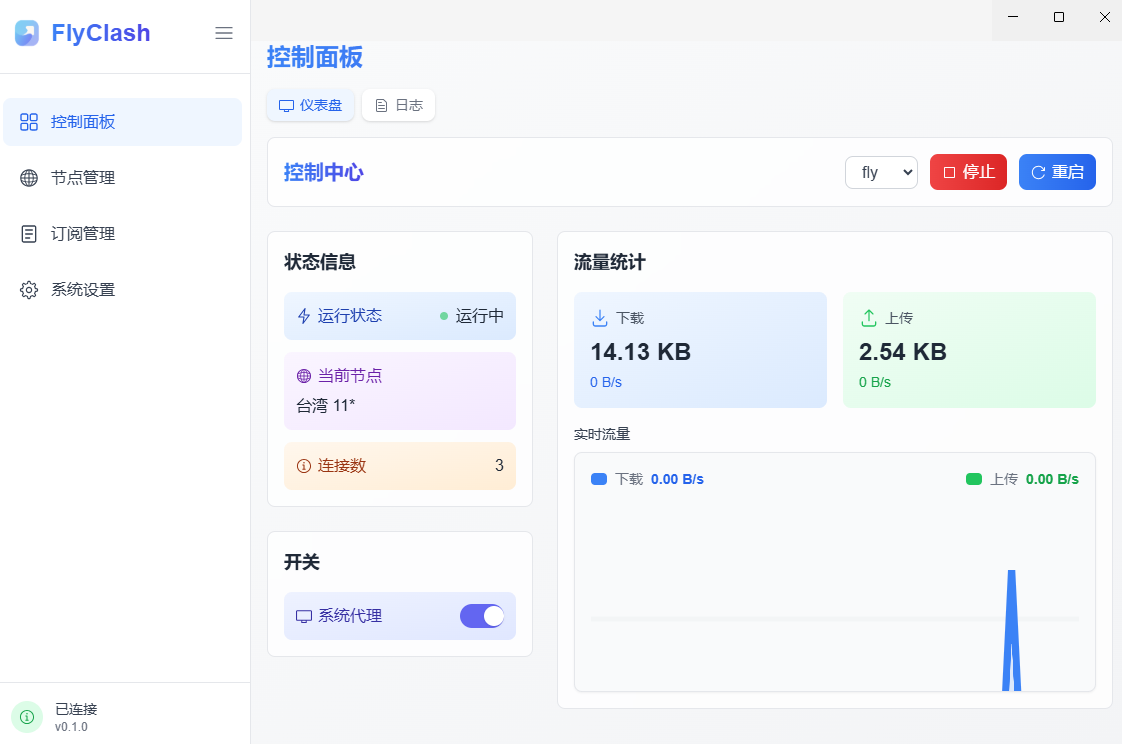 FlyClash
控制面板
节点管理
订阅管理
系统设置
已连接
v0.1.0
控制面板
仪表盘
日志
控制中心
fly
停止
重启
状态信息
运行状态
运行中
当前节点
台湾 11*
连接数
3
开关
系统代理
流量统计
下载
14.13 KB
0 B/s
上传
2.54 KB
0 B/s
实时流量
下载 0.00 B/s
上传 0.00 B/s